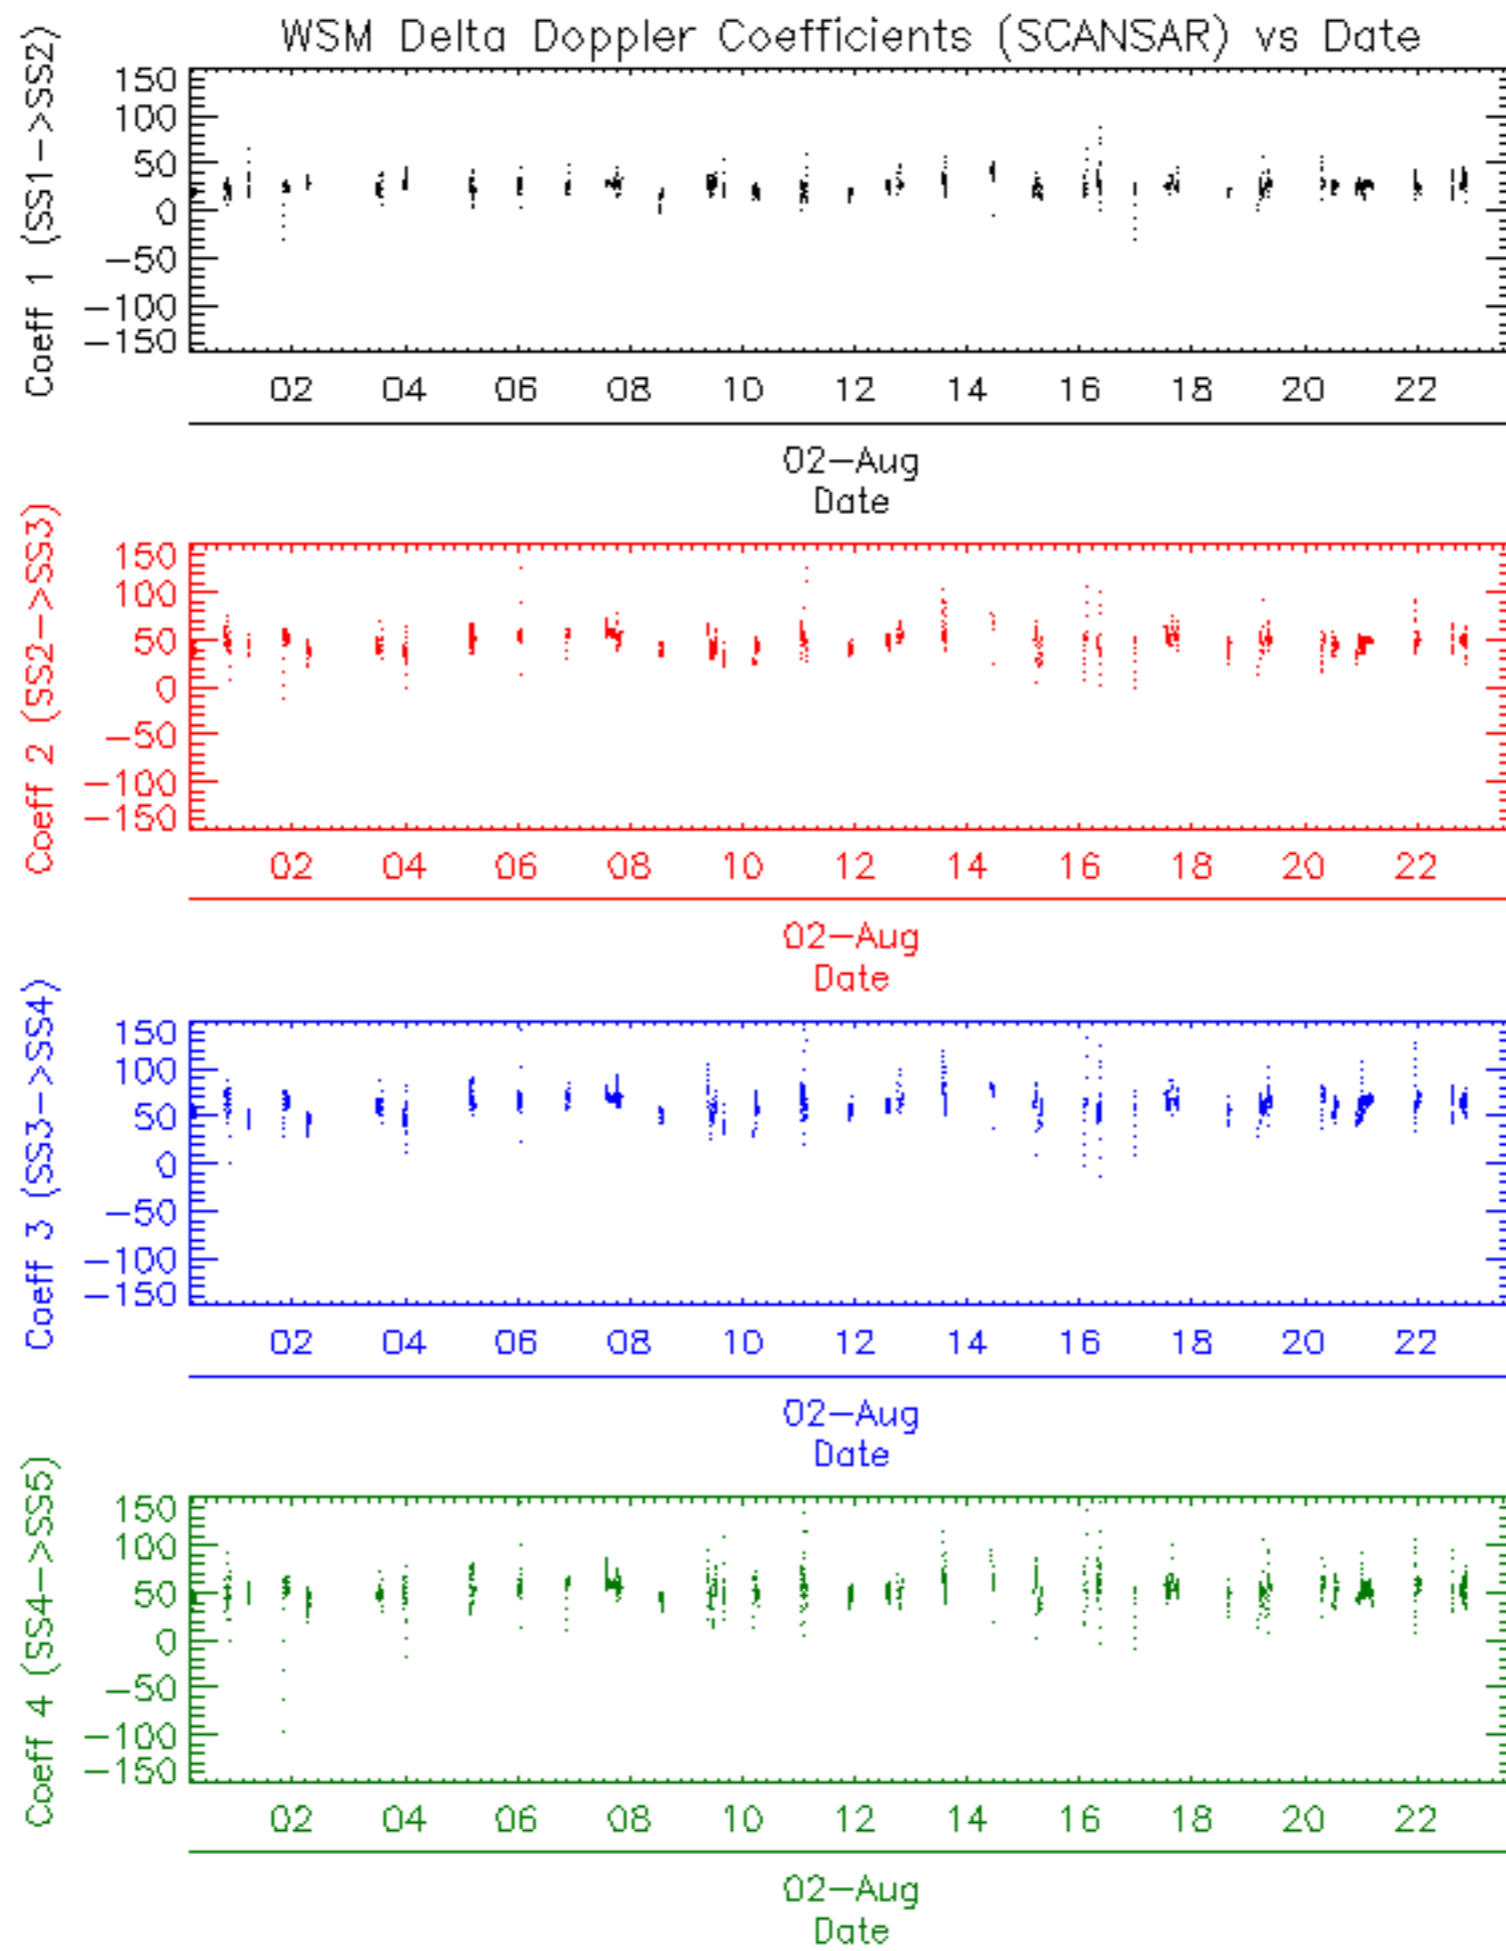 WSM Delta Doppler Coefficients (SCANSAR) vs Date
Coeff 1 (SS1->SS2)
150
100
50
0
-50
-100
-150
02 04 06 08 10 12 14 16 18 20 22
02-Aug
Date
Coeff 2 (SS2->SS3)
150
100
50
0
-50
-100
-150
02 04 06 08 10 12 14 16 18 20 22
02-Aug
Date
Coeff 3 (SS3->SS4)
150
100
50
0
-50
-100
-150
02 04 06 08 10 12 14 16 18 20 22
02-Aug
Date
Coeff 4 (SS4->SS5)
150
100
50
0
-50
-100
-150
02 04 06 08 10 12 14 16 18 20 22
02-Aug
Date